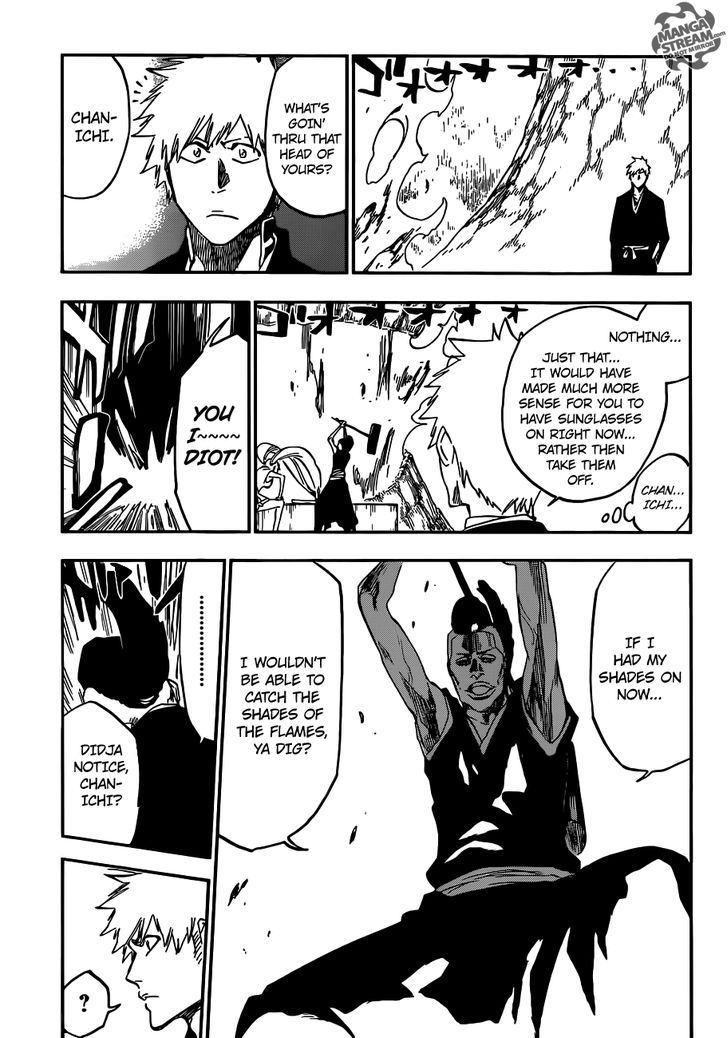 MANGA
STREAM.com
DO NOT MIRROR
WHAT'S
GOIN'
THRU THAT
HEAD OF
YOURS?
CHAN-
ICHI.
NOTHING...
JUST THAT...
IT WOULD HAVE
MADE MUCH MORE
SENSE FOR YOU TO
HAVE SUNGLASSES
ON RIGHT NOW...
RATHER THEN
TAKE THEM
OFF.
CHAN...
ICHI...
YOU
I~~~~
DIOT!
IF I
HAD MY
SHADES ON
NOW...
I WOULDN'T
BE ABLE TO
CATCH THE
SHADES OF
THE FLAMES,
YA DIG?
..........
DIDJA
NOTICE,
CHAN-
ICHI?
?